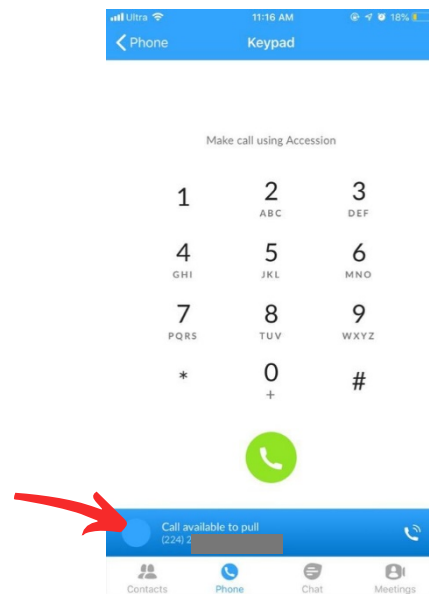 Ultra 11:16 AM 18%
Phone Keypad
Make call using Accession
1 2 3
ABC DEF
4 5 6
GHI JKL MNO
7 8 9
PQRS TUV WXYZ
* 0 #
+
Call available to pull
(224) 2
Contacts Phone Chat Meetings